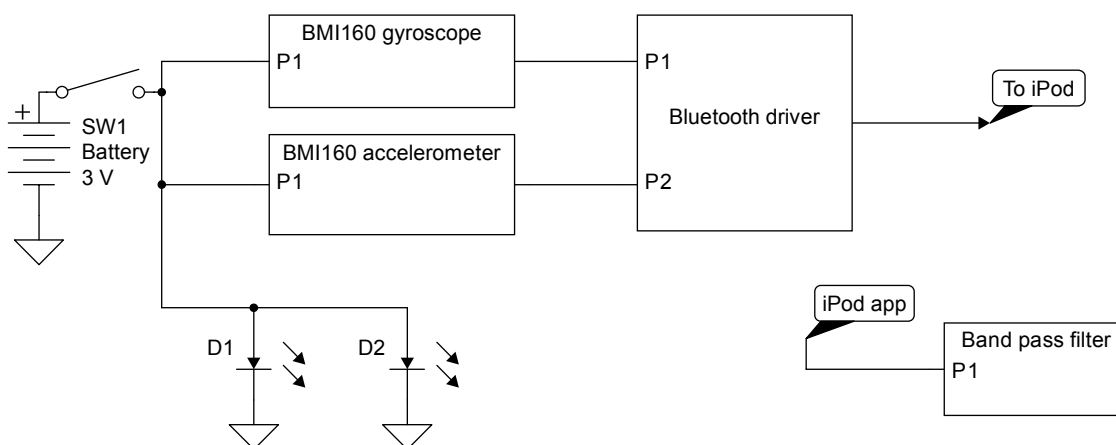 BMI160 gyroscope
P1
P1
Bluetooth driver
To iPod
+
SW1
Battery
3 V
BMI160 accelerometer
P1
P2
D1
D2
iPod app
Band pass filter
P1